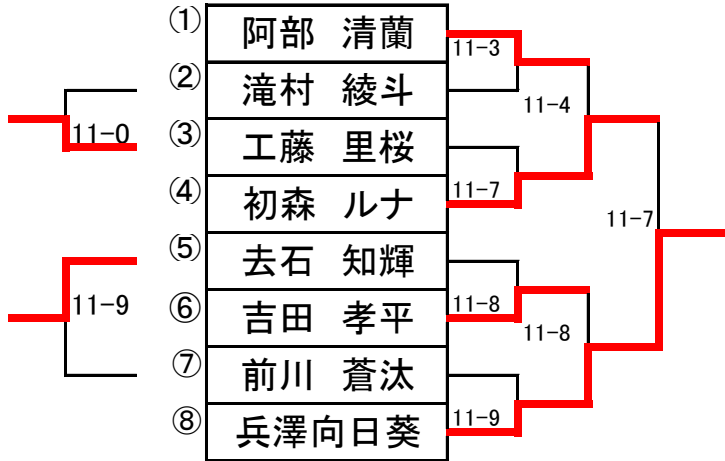 ① 阿部 清蘭
② 滝村 綾斗
③ 工藤 里桜
④ 初森 ルナ
⑤ 去石 知輝
⑥ 吉田 孝平
⑦ 前川 蒼汰
⑧ 兵澤向日葵
11-0
11-9
11-3
11-7
11-8
11-9
11-4
11-8
11-7